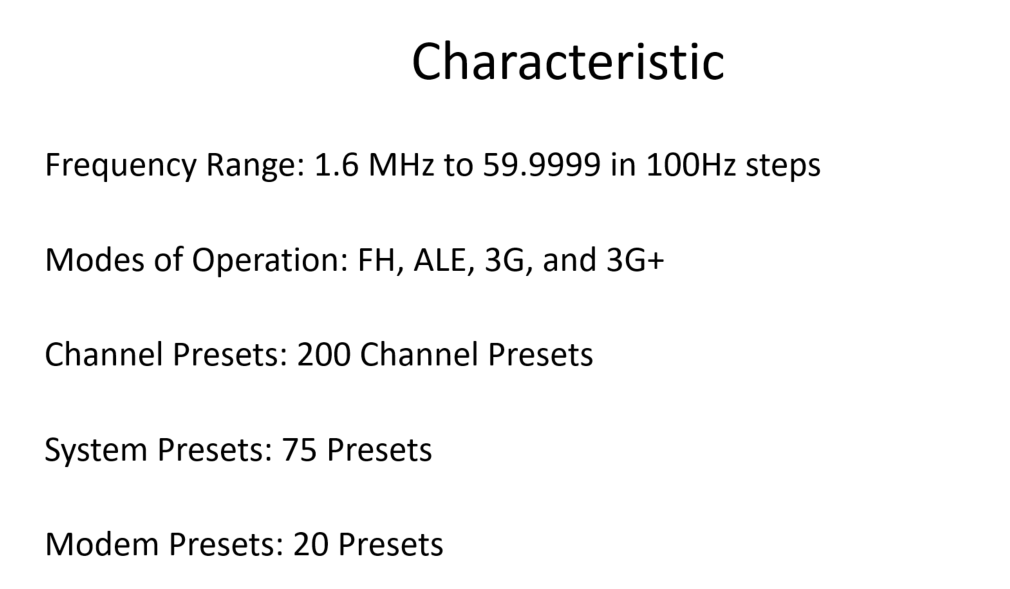 Characteristic
Frequency Range: 1.6 MHz to 59.9999 in 100Hz steps
Modes of Operation: FH, ALE, 3G, and 3G+
Channel Presets: 200 Channel Presets
System Presets: 75 Presets
Modem Presets: 20 Presets